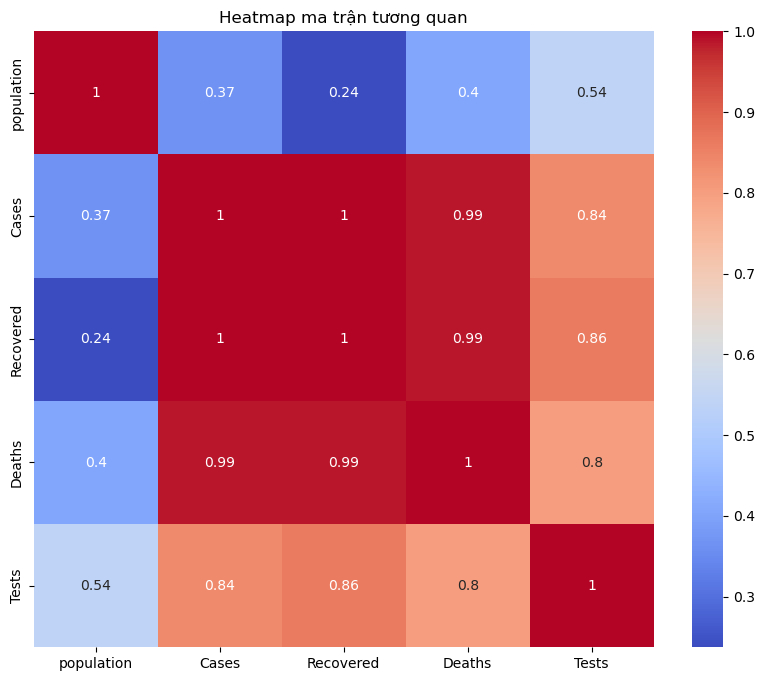 Heatmap ma trận tương quan
population 1 0.37 0.24 0.4 0.54
Cases 0.37 1 1 0.99 0.84
Recovered 0.24 1 1 0.99 0.86
Deaths 0.4 0.99 0.99 1 0.8
Tests 0.54 0.84 0.86 0.8 1
population Cases Recovered Deaths Tests
1.0
0.9
0.8
0.7
0.6
0.5
0.4
0.3